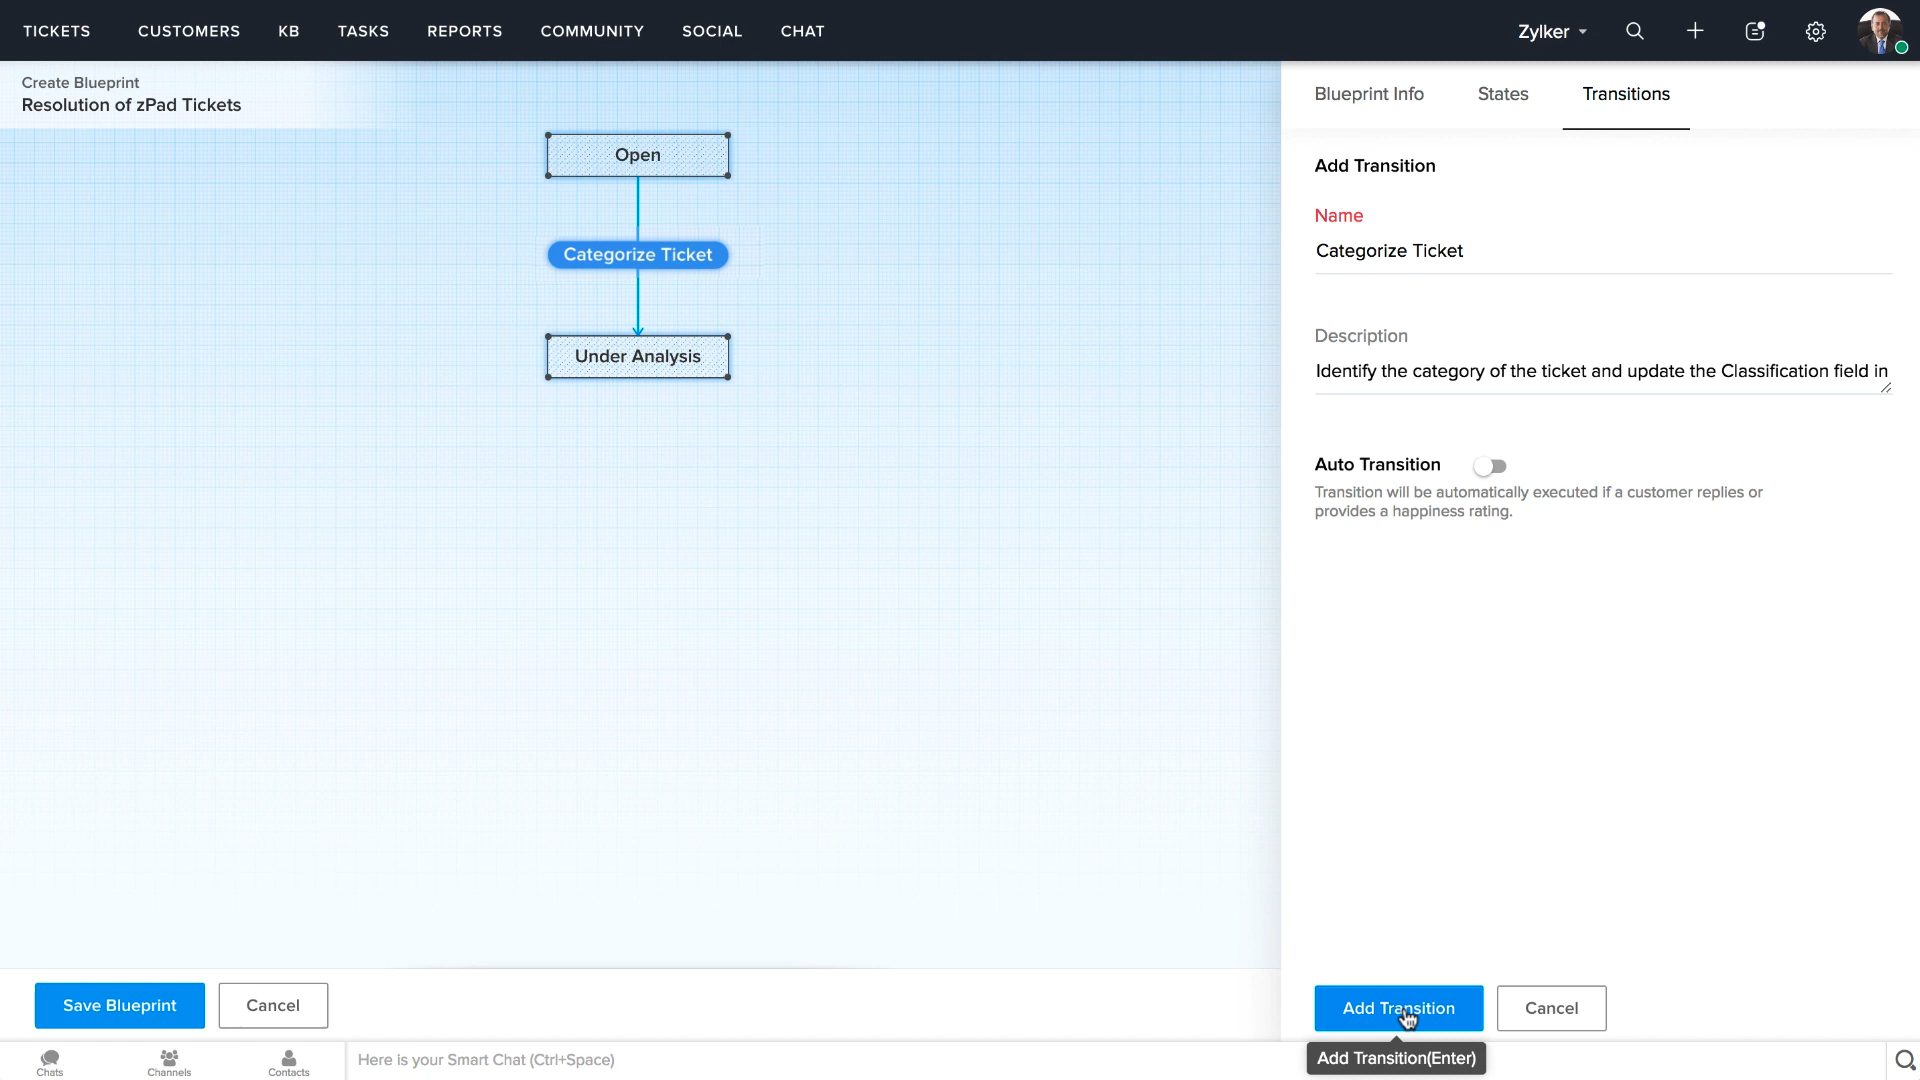 TICKETS CUSTOMERS KB TASKS REPORTS COMMUNITY SOCIAL CHAT Zylker
Create Blueprint
Resolution of zPad Tickets
Open
Categorize Ticket
Under Analysis
Blueprint Info States Transitions
Add Transition
Name
Categorize Ticket
Description
Identify the category of the ticket and update the Classification field in
Auto Transition
Transition will be automatically executed if a customer replies or
provides a happiness rating.
Save Blueprint Cancel
Add Transition Cancel
Add Transition(Enter)
Chats Channels Contacts Here is your Smart Chat (Ctrl+Space)